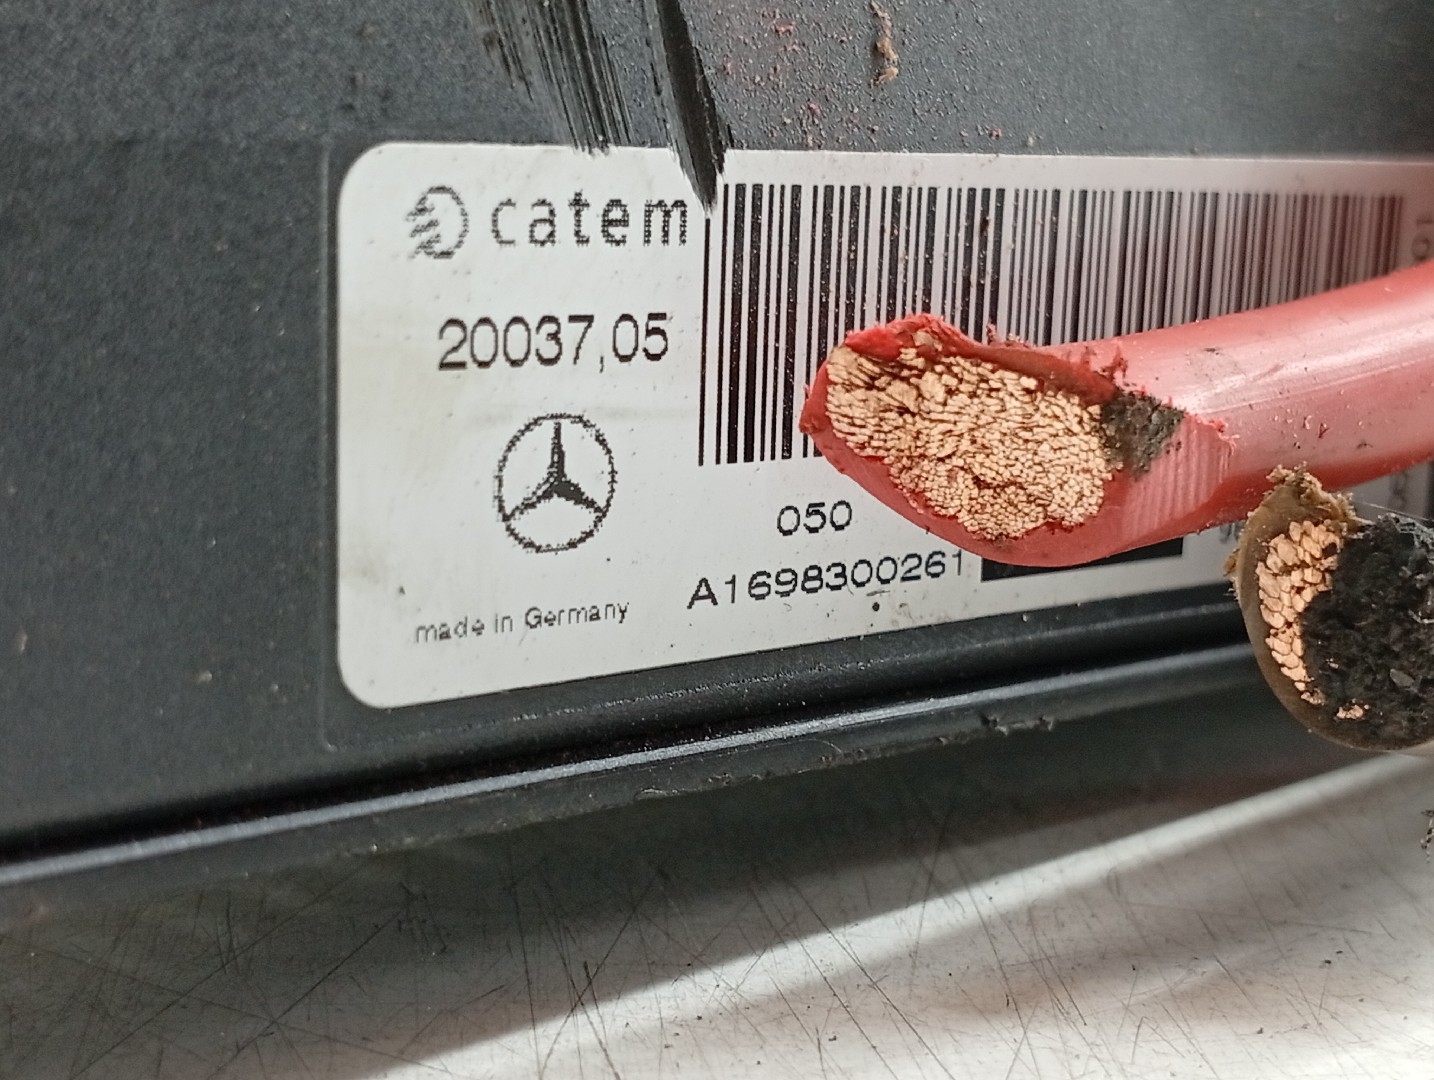 catem
20037,05
050
A1698300261
made in Germany